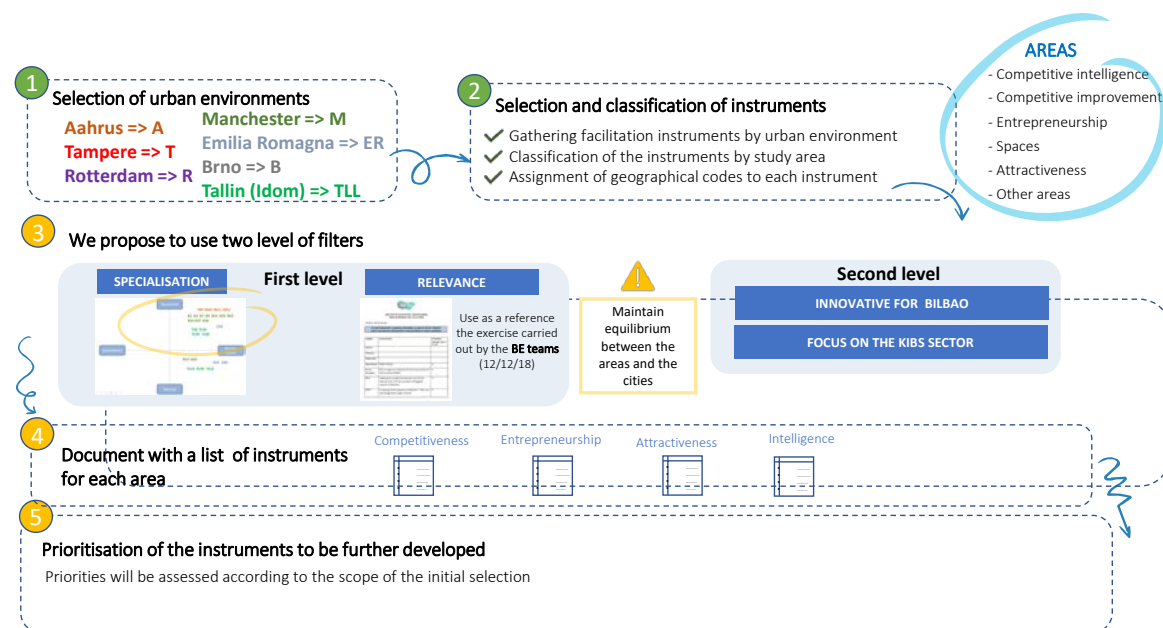 1
Selection of urban environments
Aahrus => A
Tampere => T
Rotterdam => R
Manchester => M
Emilia Romagna => ER
Brno => B
Tallin (Idom) => TLL
2
Selection and classification of instruments
Gathering facilitation instruments by urban environment
Classification of the instruments by study area
Assignment of geographical codes to each instrument
AREAS
- Competitive intelligence
- Competitive improvement
- Entrepreneurship
- Spaces
- Attractiveness
- Other areas
3
We propose to use two level of filters
SPECIALISATION
First level
RELEVANCE
Use as a reference
the exercise carried
out by the BE teams
(12/12/18)
Maintain
equilibrium
between the
areas and the
cities
Second level
INNOVATIVE FOR BILBAO
FOCUS ON THE KIBS SECTOR
4
Document with a list of instruments
for each area
Competitiveness
Entrepreneurship
Attractiveness
Intelligence
5
Prioritisation of the instruments to be further developed
Priorities will be assessed according to the scope of the initial selection